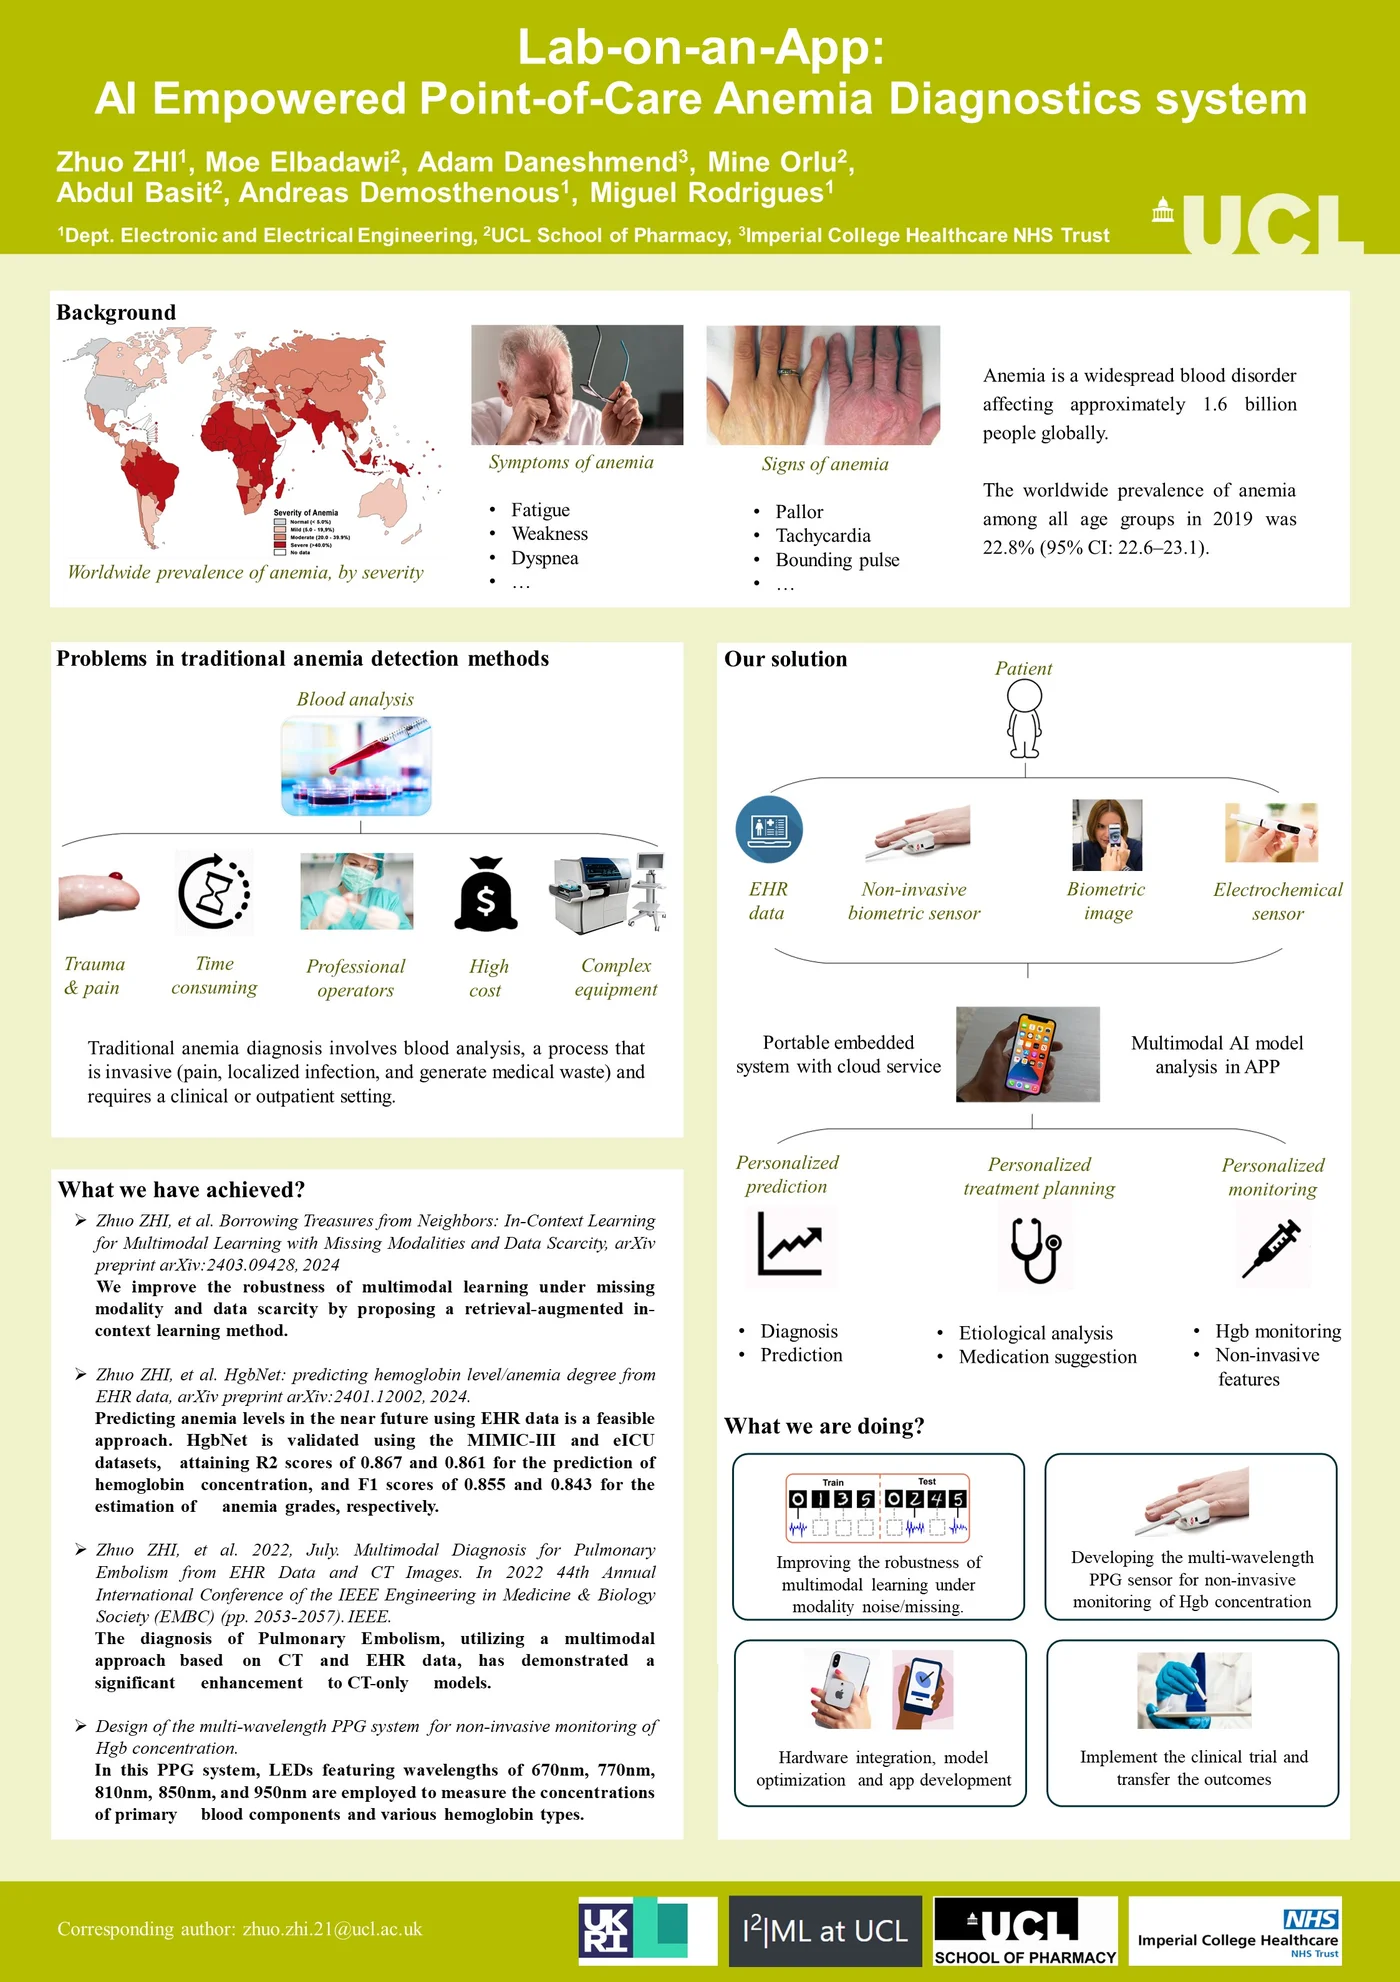 Lab-on-an-App:
AI Empowered Point-of-Care Anemia Diagnostics system
Zhuo ZHI1, Moe Elbadawi2, Adam Daneshmend3, Mine Orlu2,
Abdul Basit2, Andreas Demosthenous1, Miguel Rodrigues1
1Dept. Electronic and Electrical Engineering, 2UCL School of Pharmacy, 3Imperial College Healthcare NHS Trust
UCL
Background
Severity of Anemia
Normal (< 5.0%)
Mild (5.0 - 19,9%)
Moderate (20.0 - 39.9%)
Severe (>40.0%)
No data
Worldwide prevalence of anemia, by severity
Symptoms of anemia
• Fatigue
• Weakness
• Dyspnea
• …
Signs of anemia
• Pallor
• Tachycardia
• Bounding pulse
• …
Anemia is a widespread blood disorder
affecting approximately 1.6 billion
people globally.
The worldwide prevalence of anemia
among all age groups in 2019 was
22.8% (95% CI: 22.6–23.1).
Problems in traditional anemia detection methods
Blood analysis
Trauma
& pain
Time
consuming
Professional
operators
High
cost
Complex
equipment
Traditional anemia diagnosis involves blood analysis, a process that
is invasive (pain, localized infection, and generate medical waste) and
requires a clinical or outpatient setting.
What we have achieved?
➢ Zhuo ZHI, et al. Borrowing Treasures from Neighbors: In-Context Learning
for Multimodal Learning with Missing Modalities and Data Scarcity, arXiv
preprint arXiv:2403.09428, 2024
We improve the robustness of multimodal learning under missing
modality and data scarcity by proposing a retrieval-augmented in-
context learning method.
➢ Zhuo ZHI, et al. HgbNet: predicting hemoglobin level/anemia degree from
EHR data, arXiv preprint arXiv:2401.12002, 2024.
Predicting anemia levels in the near future using EHR data is a feasible
approach. HgbNet is validated using the MIMIC-III and eICU
datasets, attaining R2 scores of 0.867 and 0.861 for the prediction of
hemoglobin concentration, and F1 scores of 0.855 and 0.843 for the
estimation of anemia grades, respectively.
➢ Zhuo ZHI, et al. 2022, July. Multimodal Diagnosis for Pulmonary
Embolism from EHR Data and CT Images. In 2022 44th Annual
International Conference of the IEEE Engineering in Medicine & Biology
Society (EMBC) (pp. 2053-2057). IEEE.
The diagnosis of Pulmonary Embolism, utilizing a multimodal
approach based on CT and EHR data, has demonstrated a
significant enhancement to CT-only models.
➢ Design of the multi-wavelength PPG system for non-invasive monitoring of
Hgb concentration.
In this PPG system, LEDs featuring wavelengths of 670nm, 770nm,
810nm, 850nm, and 950nm are employed to measure the concentrations
of primary blood components and various hemoglobin types.
Our solution
Patient
EHR
data
Non-invasive
biometric sensor
Biometric
image
Electrochemical
sensor
Portable embedded
system with cloud service
Multimodal AI model
analysis in APP
Personalized
prediction
Personalized
treatment planning
Personalized
monitoring
• Diagnosis
• Prediction
• Etiological analysis
• Medication suggestion
• Hgb monitoring
• Non-invasive
features
What we are doing?
Train Test
0 1 3 5 0 2 4 5
Improving the robustness of
multimodal learning under
modality noise/missing.
Developing the multi-wavelength
PPG sensor for non-invasive
monitoring of Hgb concentration
Hardware integration, model
optimization and app development
Implement the clinical trial and
transfer the outcomes
Corresponding author: zhuo.zhi.21@ucl.ac.uk
UK
RI
I2|ML at UCL
UCL
SCHOOL OF PHARMACY
NHS
Imperial College Healthcare
NHS Trust